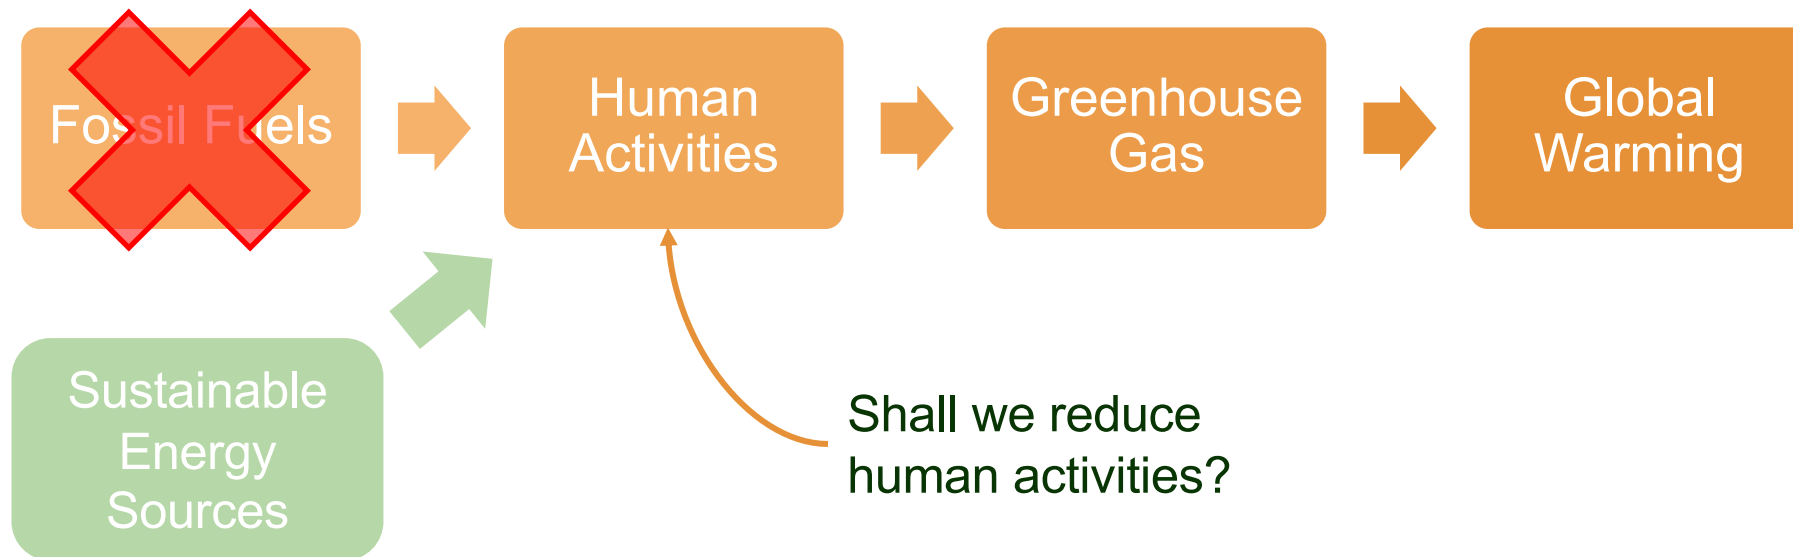 Fossil Fuels
Human
Activities
Greenhouse
Gas
Global
Warming
Sustainable
Energy
Sources
Shall we reduce
human activities?